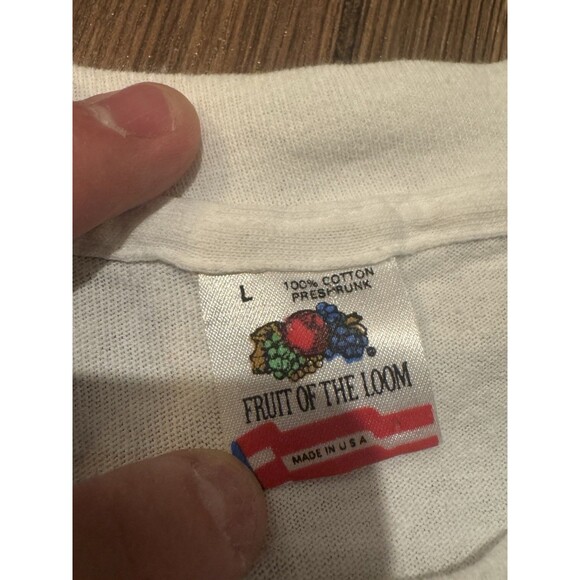 L
100% COTTON
PRESHRUNK
®
FRUIT OF THE LOOM
MADE IN U S A